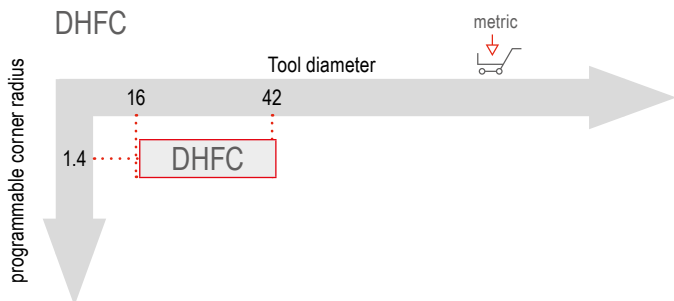 DHFC
metric
Tool diameter
16 42
programmable corner radius
1.4
DHFC